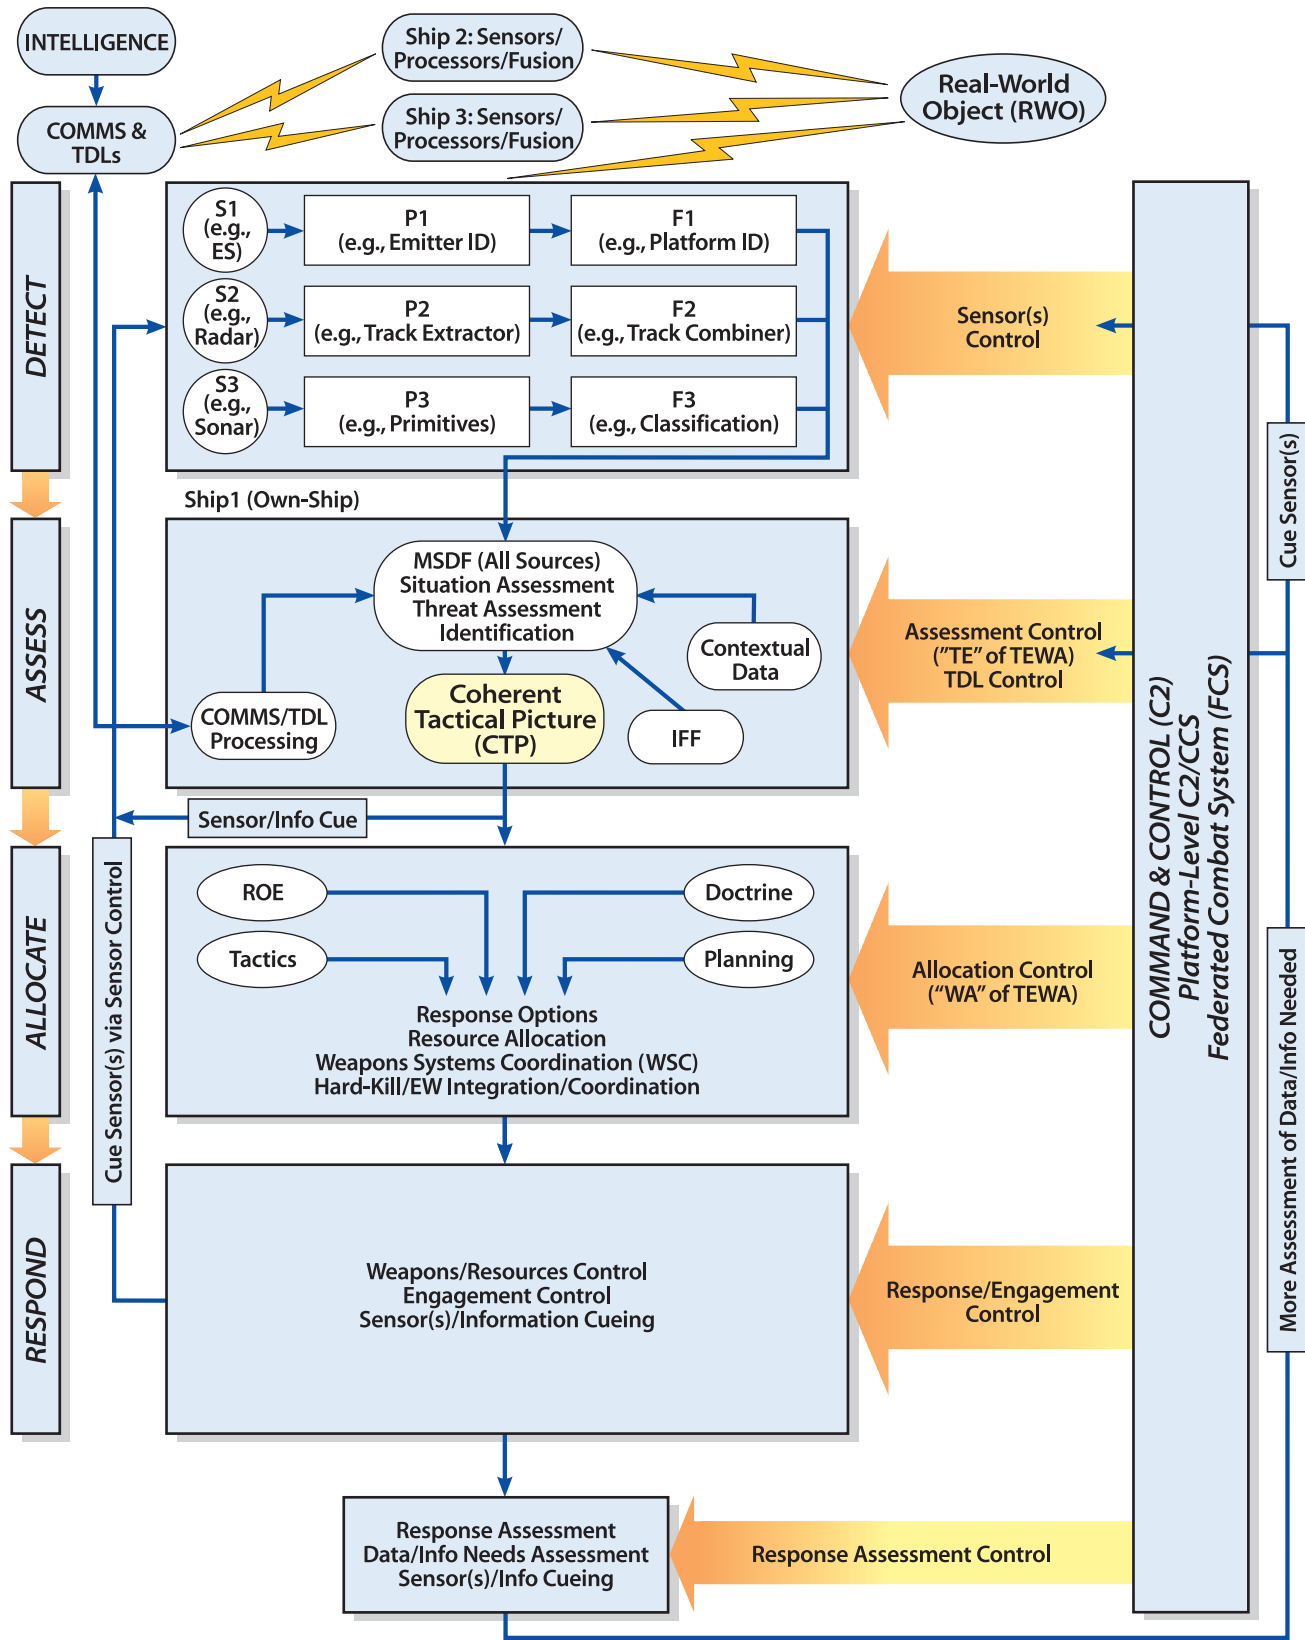 INTELLIGENCE
Ship 2: Sensors/
Processors/Fusion
Real-World
Object (RWO)
COMMS &
TDLs
Ship 3: Sensors/
Processors/Fusion
DETECT
S1
(e.g.,
ES)
P1
(e.g., Emitter ID)
F1
(e.g., Platform ID)
S2
(e.g.,
Radar)
P2
(e.g., Track Extractor)
F2
(e.g., Track Combiner)
S3
(e.g.,
Sonar)
P3
(e.g., Primitives)
F3
(e.g., Classification)
Sensor(s)
Control
Cue Sensor(s)
Ship1 (Own-Ship)
ASSESS
MSDF (All Sources)
Situation Assessment
Threat Assessment
Identification
Contextual
Data
COMMS/TDL
Processing
Coherent
Tactical Picture
(CTP)
IFF
Assessment Control
("TE" of TEWA)
TDL Control
COMMAND & CONTROL (C2)
Platform-Level C2/CCS
Federated Combat System (FCS)
Sensor/Info Cue
Cue Sensor(s) via Sensor Control
ALLOCATE
ROE
Doctrine
Tactics
Planning
Response Options
Resource Allocation
Weapons Systems Coordination (WSC)
Hard-Kill/EW Integration/Coordination
Allocation Control
("WA" of TEWA)
More Assessment of Data/Info Needed
RESPOND
Weapons/Resources Control
Engagement Control
Sensor(s)/Information Cueing
Response/Engagement
Control
Response Assessment
Data/Info Needs Assessment
Sensor(s)/Info Cueing
Response Assessment Control